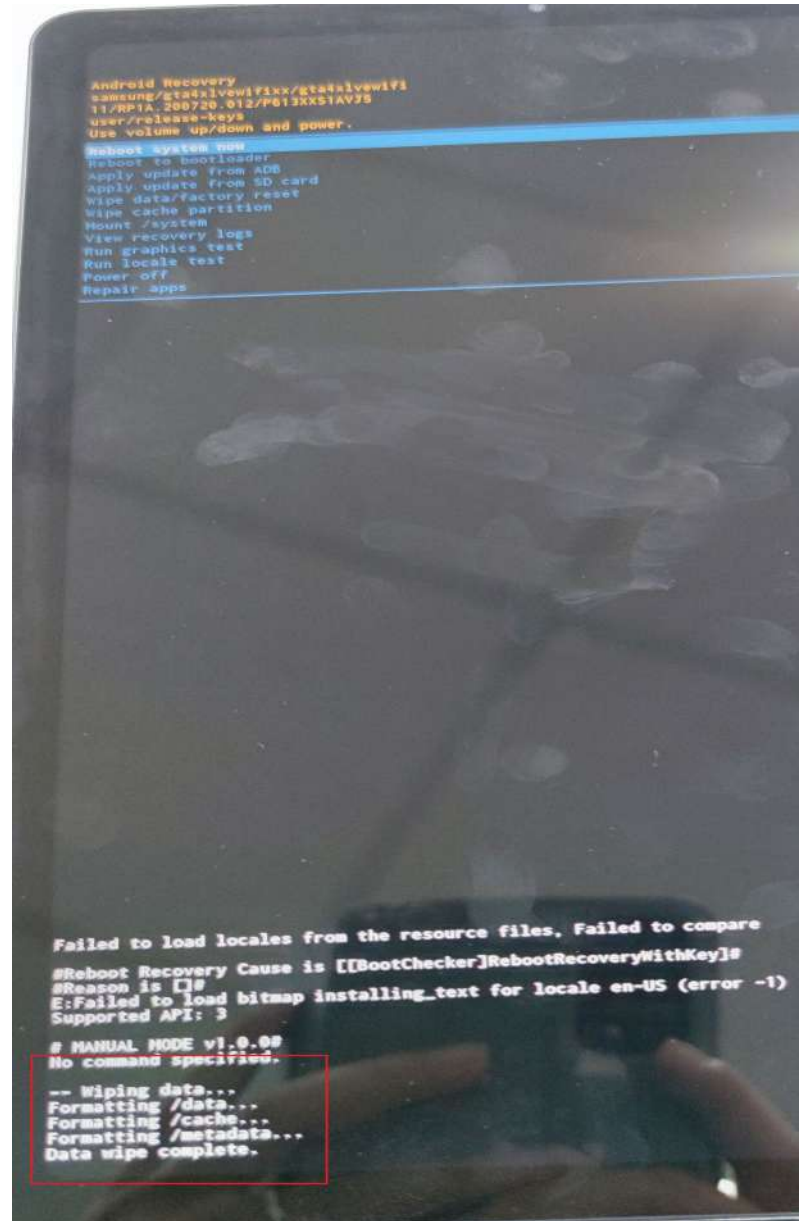 Android Recovery
samsung/gta4xlvewifixx/gta4xlvewifi
11/RP1A.200720.012/P613XXS1AVJ5
user/release-keys
Use volume up/down and power.
Reboot system now
Reboot to bootloader
Apply update from ADB
Apply update from SD card
Wipe data/factory reset
Wipe cache partition
Mount /system
View recovery logs
Run graphics test
Run locale test
Power off
Repair apps
Failed to load locales from the resource files, Failed to compare
#Reboot Recovery Cause is [[BootChecker]RebootRecoveryWithKey]#
#Reason is []#
E:Failed to load bitmap installing_text for locale en-US (error -1)
Supported API: 3
# MANUAL MODE v1.0.0#
No command specified.
-- Wiping data...
Formatting /data...
Formatting /cache...
Formatting /metadata...
Data wipe complete.